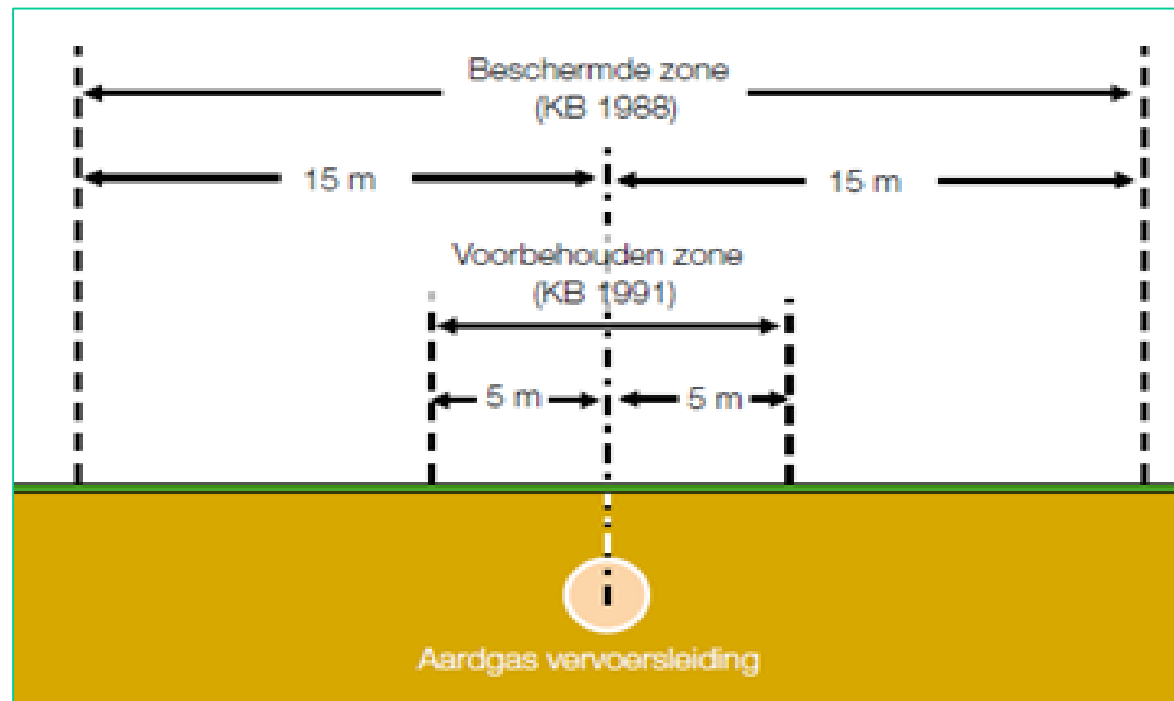 Beschermde zone
(KB 1988)
15 m
15 m
Voorbehouden zone
(KB 1991)
5 m
5 m
Aardgas vervoersleiding